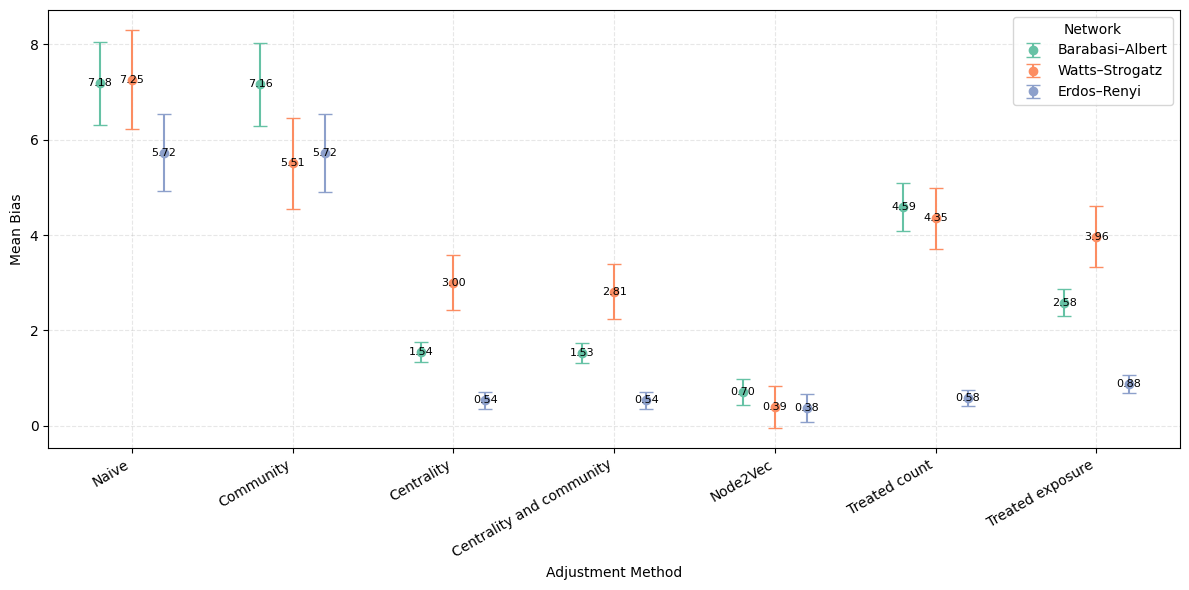 Network
Barabasi–Albert
Watts–Strogatz
Erdos–Renyi
Mean Bias
8
6
4
2
0
7.18
7.25
5.72
7.16
5.51
5.72
1.54
3.00
0.54
1.53
2.81
0.54
0.70
0.39
0.38
4.59
4.35
0.58
2.58
3.96
0.88
Naive
Community
Centrality
Centrality and community
Node2Vec
Treated count
Treated exposure
Adjustment Method